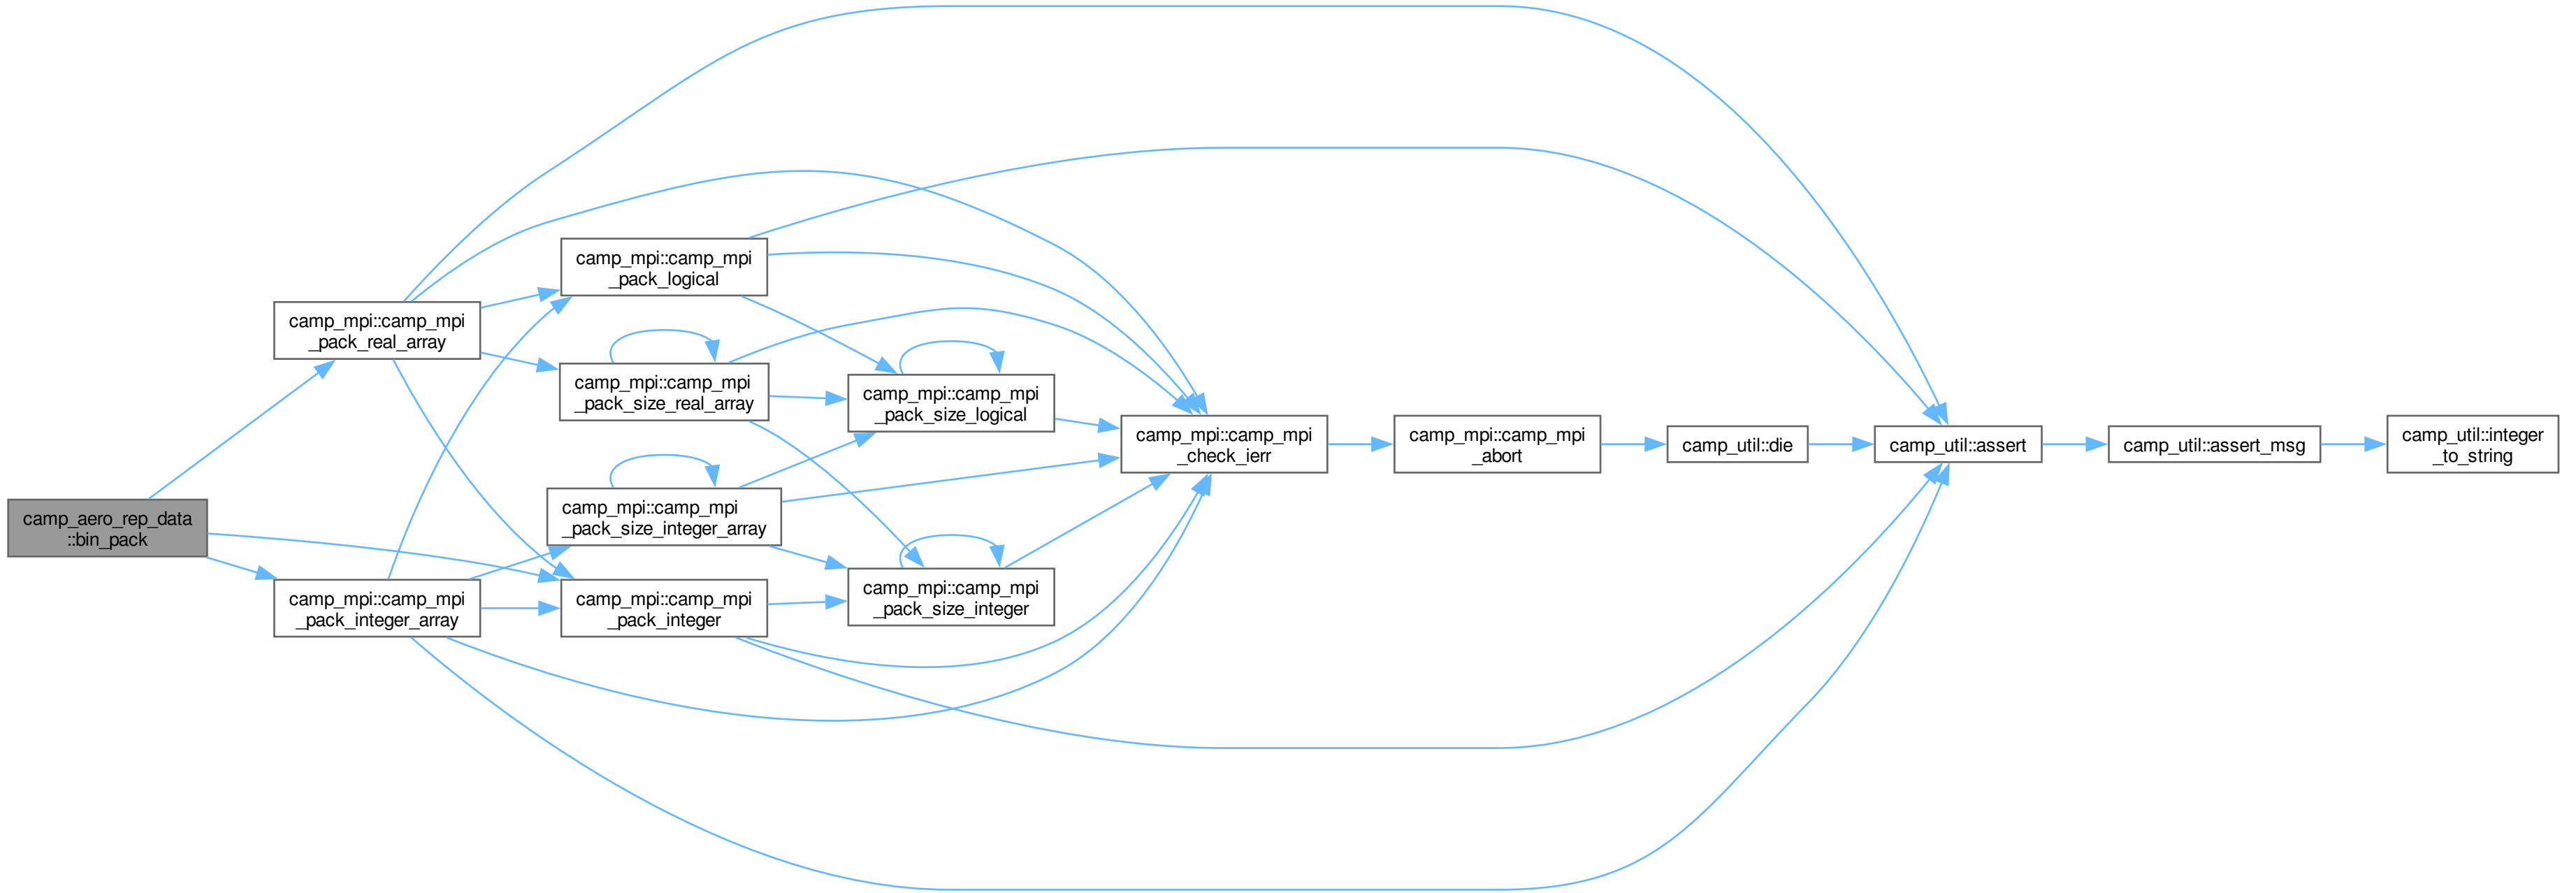 camp_aero_rep_data
::bin_pack
camp_mpi::camp_mpi
_pack_real_array
camp_mpi::camp_mpi
_pack_integer_array
camp_mpi::camp_mpi
_pack_logical
camp_mpi::camp_mpi
_pack_size_real_array
camp_mpi::camp_mpi
_pack_size_integer_array
camp_mpi::camp_mpi
_pack_integer
camp_mpi::camp_mpi
_pack_size_logical
camp_mpi::camp_mpi
_pack_size_integer
camp_mpi::camp_mpi
_check_ierr
camp_mpi::camp_mpi
_abort
camp_util::die
camp_util::assert
camp_util::assert_msg
camp_util::integer
_to_string